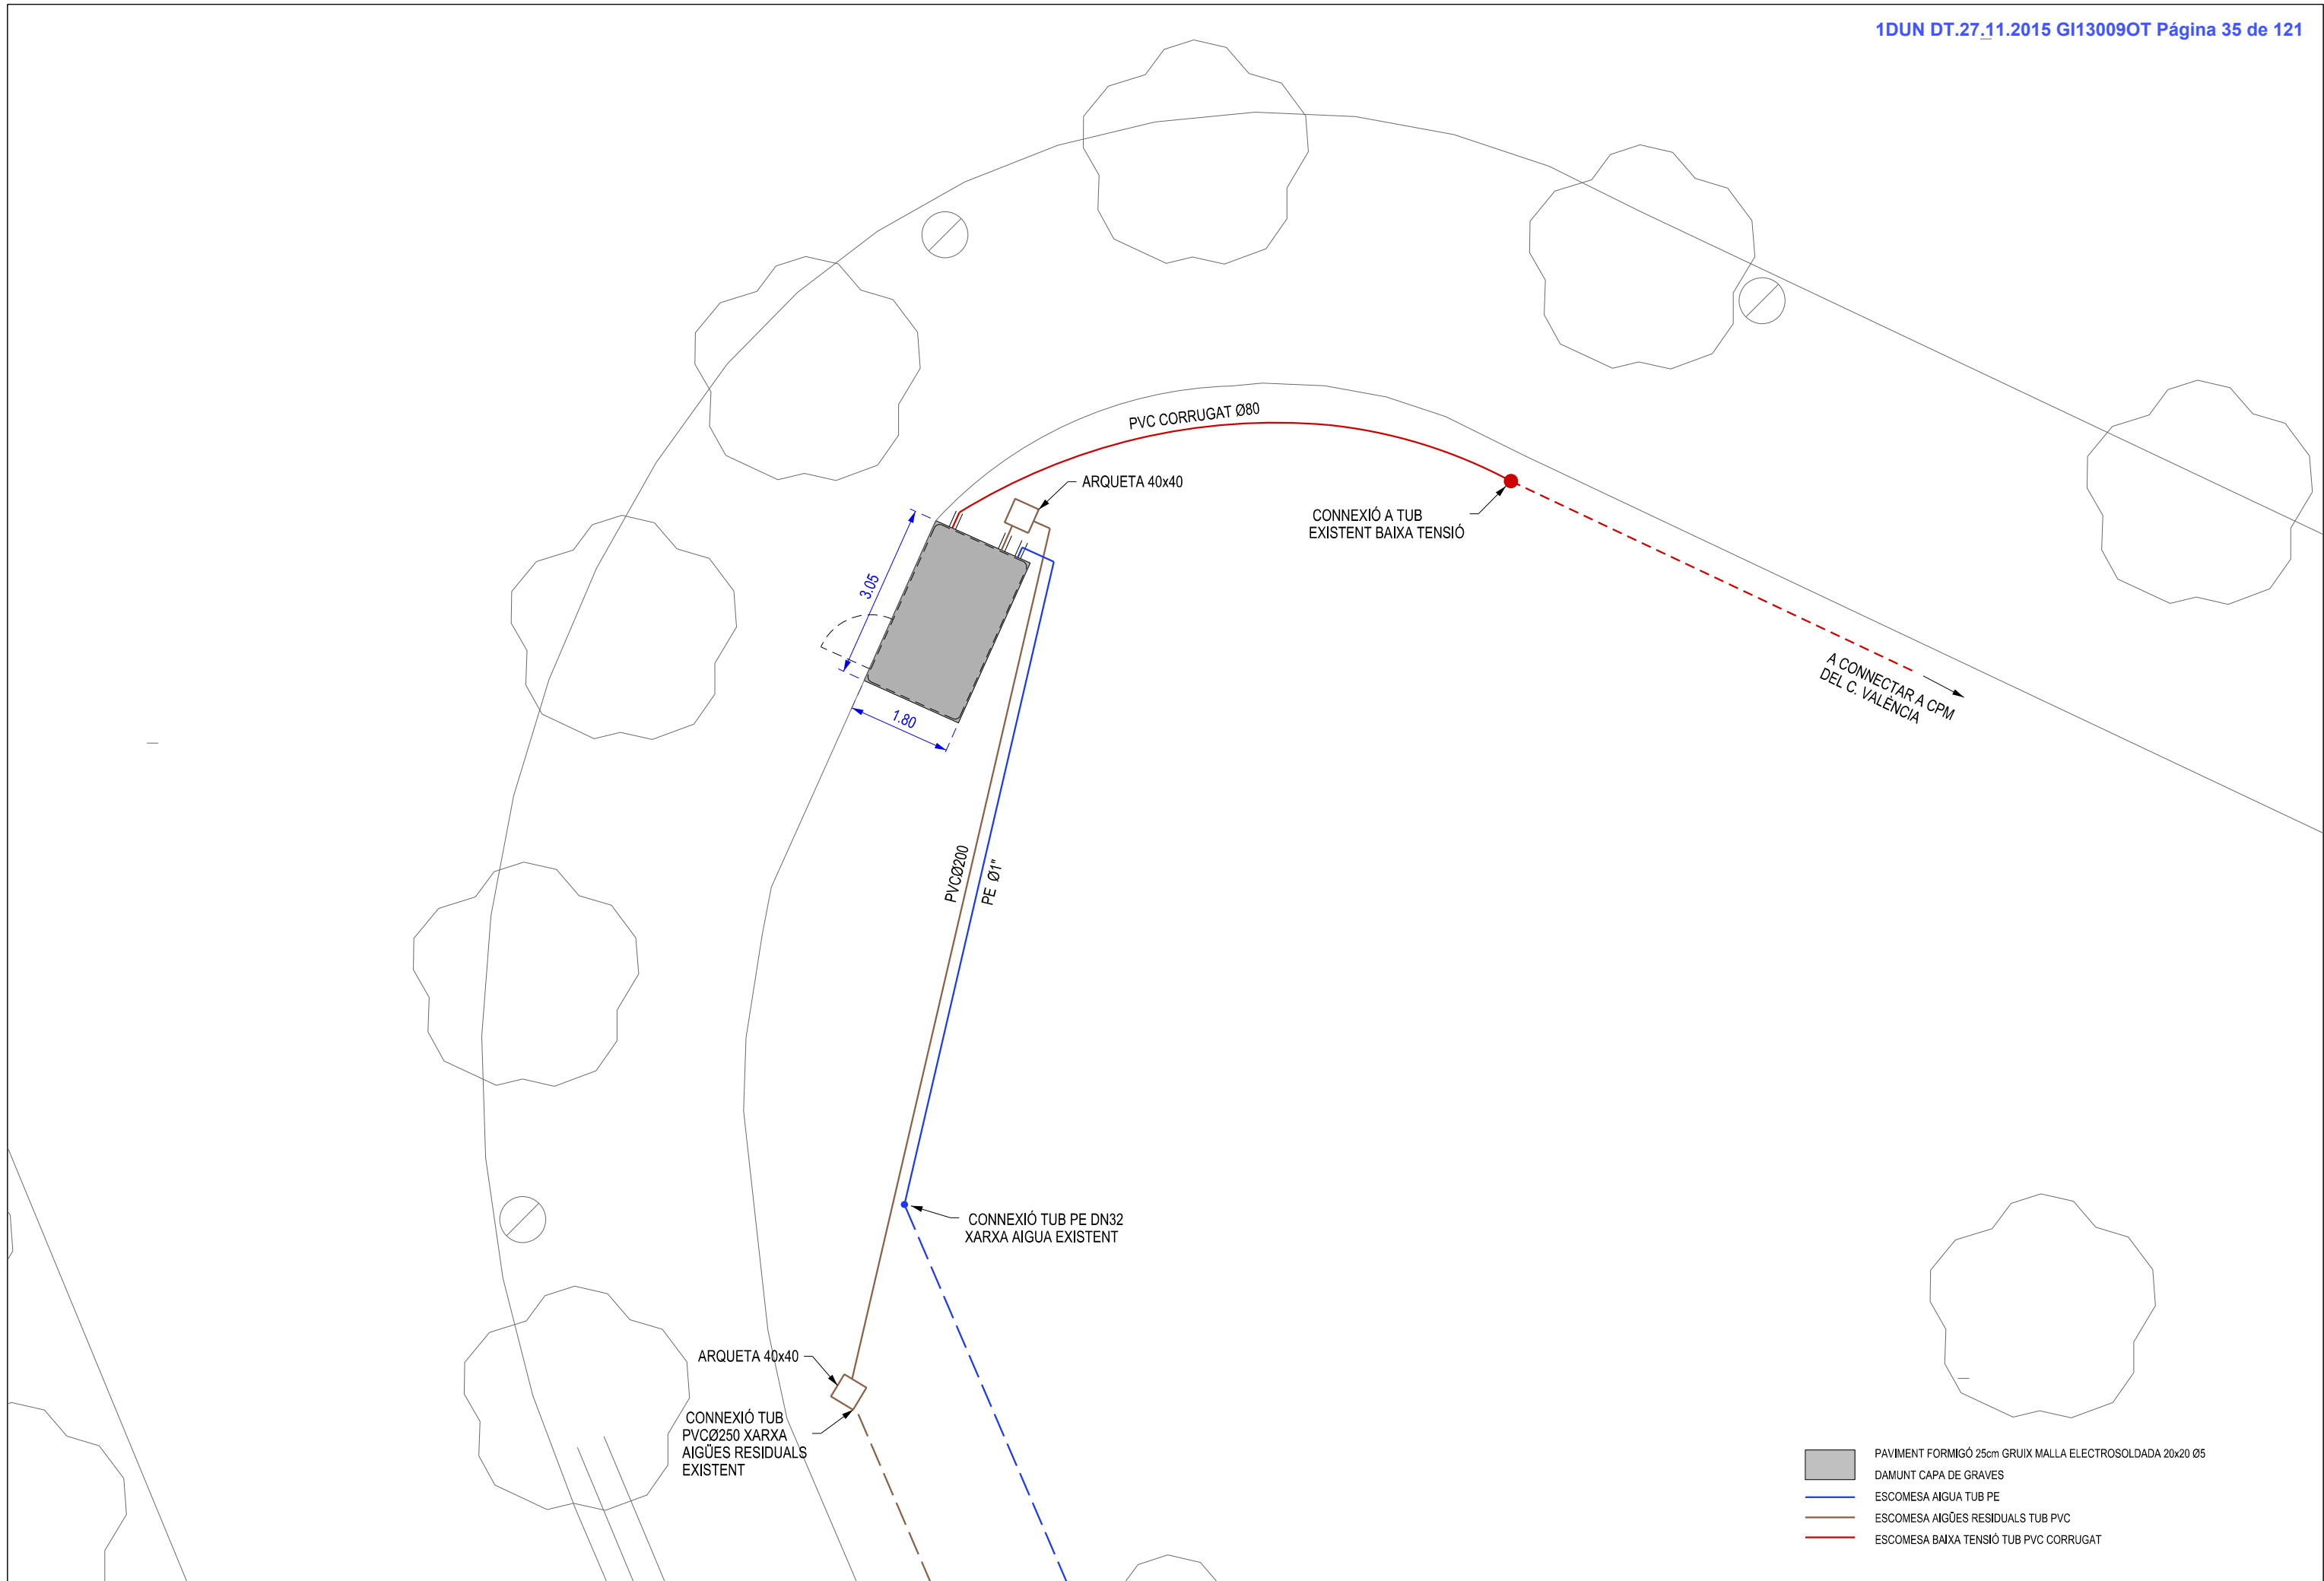 1DUN DT.27.11.2015 GI13009OT Página 35 de 121
PVC CORRUGAT Ø80
ARQUETA 40x40
CONNEXIÓ A TUB
EXISTENT BAIXA TENSIÓ
3.05
1.80
A CONNECTAR A CPM
DEL C. VALÈNCIA
PVCØ200
PE Ø1"
CONNEXIÓ TUB PE DN32
XARXA AIGUA EXISTENT
ARQUETA 40x40
CONNEXIÓ TUB
PVCØ250 XARXA
AIGÜES RESIDUALS
EXISTENT
PAVIMENT FORMIGÓ 25cm GRUIX MALLA ELECTROSOLDADA 20x20 Ø5
DAMUNT CAPA DE GRAVES
ESCOMESA AIGUA TUB PE
ESCOMESA AIGÜES RESIDUALS TUB PVC
ESCOMESA BAIXA TENSIÓ TUB PVC CORRUGAT